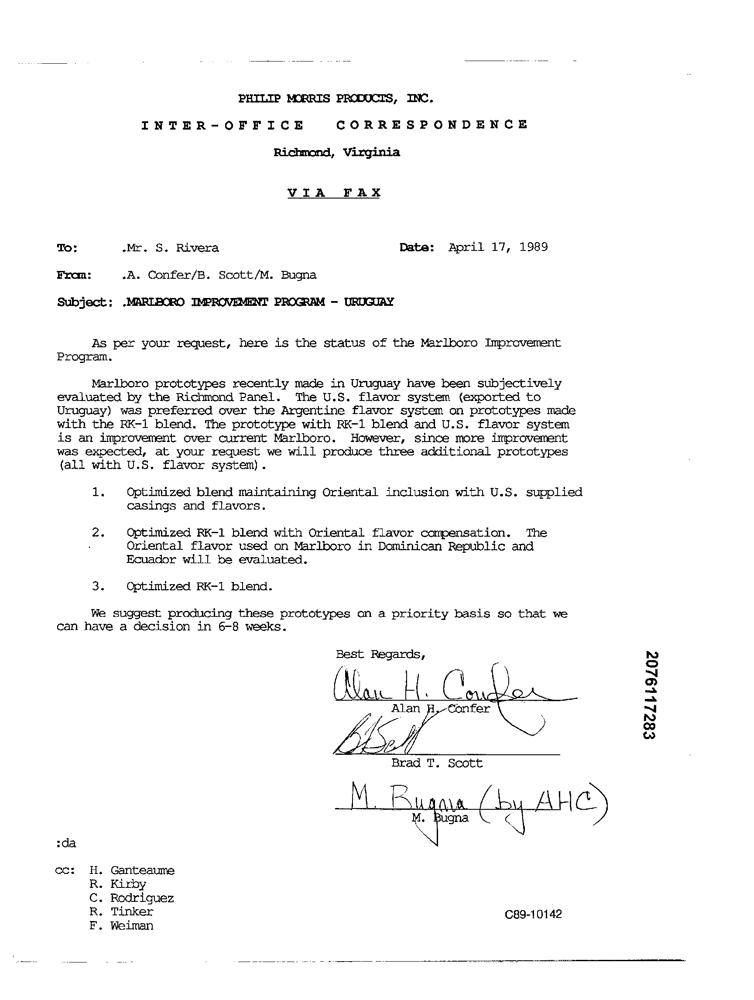 PHILIP MORRIS PRODUCTS, INC.
INTER-OFFICE CORRESPONDENCE
Richmond, Virginia
VIA FAX
To: .Mr. S. Rivera Date: April 17, 1989
From: .A. Confer/B. Scott/M. Bugna
Subject: .MARLBORO IMPROVEMENT PROGRAM - URUGUAY
As per your request, here is the status of the Marlboro Improvement
Program.
Marlboro prototypes recently made in Uruguay have been subjectively
evaluated by the Richmond Panel. The U.S. flavor system (exported to
Uruguay) was preferred over the Argentine flavor system on prototypes made
with the RK-1 blend. The prototype with RK-1 blend and U.S. flavor system
is an improvement over current Marlboro. However, since more improvement
was expected, at your request we will produce three additional prototypes
(all with U.S. flavor system).
1. Optimized blend maintaining Oriental inclusion with U.S. supplied
casings and flavors.
2. Optimized RK-1 blend with Oriental flavor compensation. The
Oriental flavor used on Marlboro in Dominican Republic and
Ecuador will be evaluated.
3. Optimized RK-1 blend.
We suggest producing these prototypes on a priority basis so that we
can have a decision in 6-8 weeks.
Best Regards,
Alan H. Confer
Alan H. Confer
B T Scott
Brad T. Scott
M. Bugna (by AHC)
M. Bugna
:da
cc: H. Ganteaume
R. Kirby
C. Rodriguez
R. Tinker
F. Weiman
C89-10142
2076117283